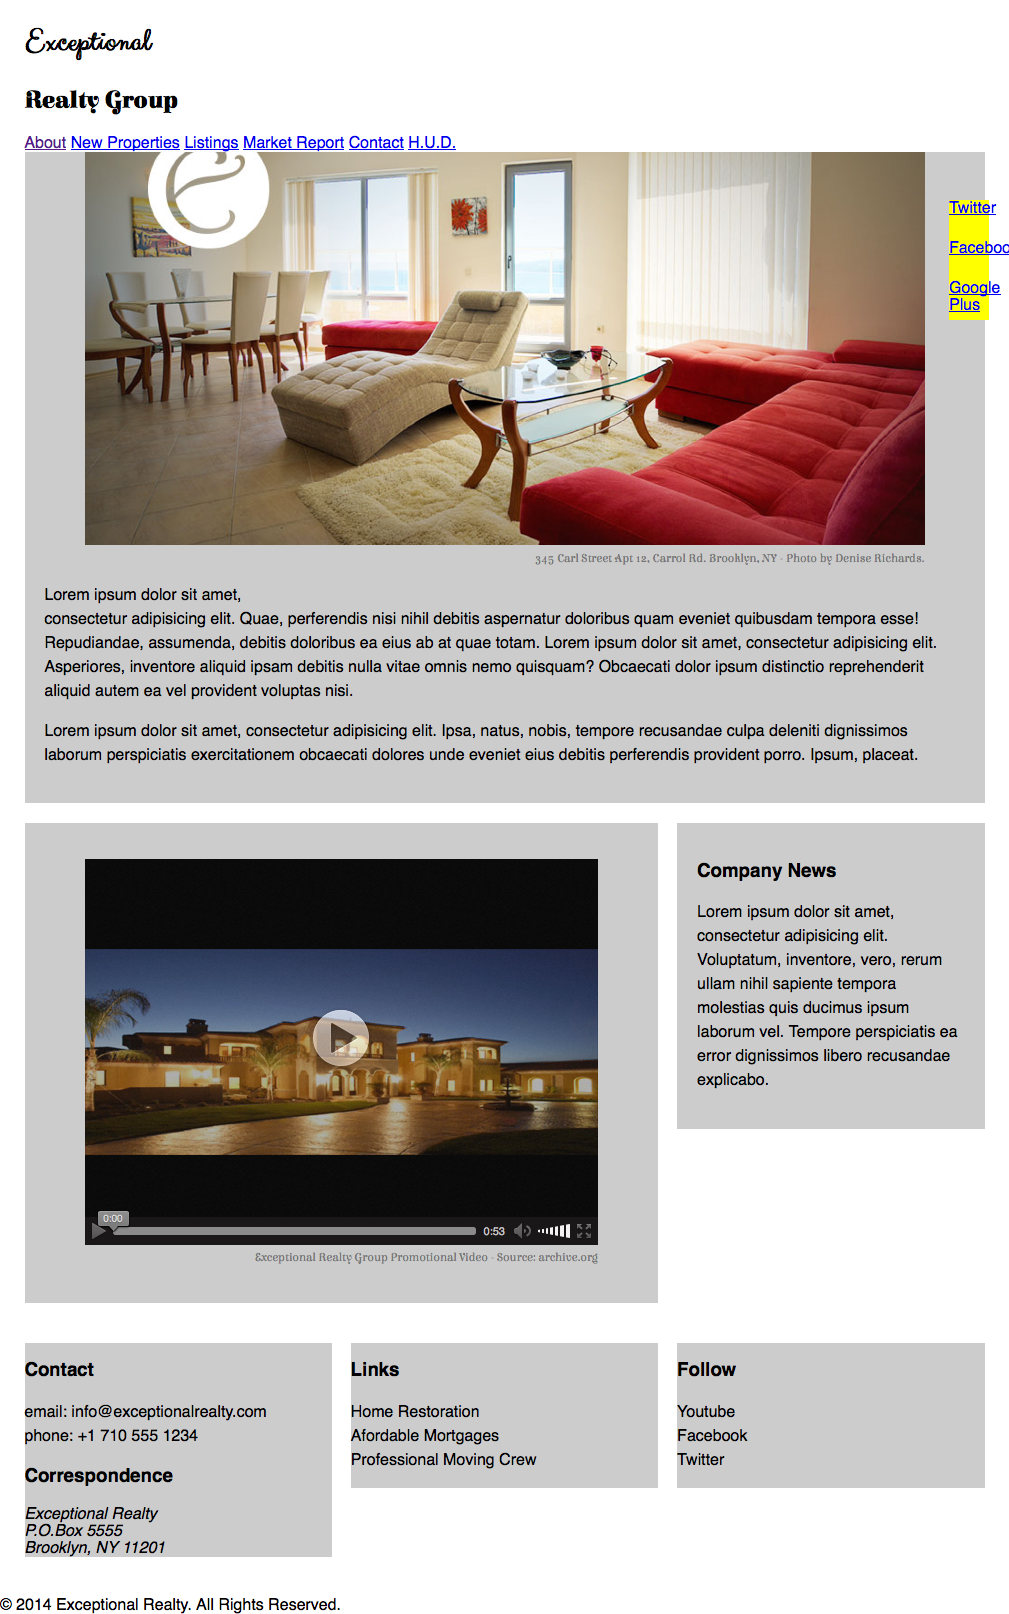 Exceptional
Realty Group
About New Properties Listings Market Report Contact H.U.D.
Twitter
Faceboo
Google
Plus
345 Carl Street Apt 12, Carrol Rd. Brooklyn, NY - Photo by Denise Richards.
Lorem ipsum dolor sit amet,
consectetur adipisicing elit. Quae, perferendis nisi nihil debitis aspernatur doloribus quam eveniet quibusdam tempora esse!
Repudiandae, assumenda, debitis doloribus ea eius ab at quae totam. Lorem ipsum dolor sit amet, consectetur adipisicing elit.
Asperiores, inventore aliquid ipsam debitis nulla vitae omnis nemo quisquam? Obcaecati dolor ipsum distinctio reprehenderit
aliquid autem ea vel provident voluptas nisi.
Lorem ipsum dolor sit amet, consectetur adipisicing elit. Ipsa, natus, nobis, tempore recusandae culpa deleniti dignissimos
laborum perspiciatis exercitationem obcaecati dolores unde eveniet eius debitis perferendis provident porro. Ipsum, placeat.
0:00
0:53
Exceptional Realty Group Promotional Video - Source: archive.org
Company News
Lorem ipsum dolor sit amet,
consectetur adipisicing elit.
Voluptatum, inventore, vero, rerum
ullam nihil sapiente tempora
molestias quis ducimus ipsum
laborum vel. Tempore perspiciatis ea
error dignissimos libero recusandae
explicabo.
Contact
email: info@exceptionalrealty.com
phone: +1 710 555 1234
Correspondence
Exceptional Realty
P.O.Box 5555
Brooklyn, NY 11201
Links
Home Restoration
Afordable Mortgages
Professional Moving Crew
Follow
Youtube
Facebook
Twitter
© 2014 Exceptional Realty. All Rights Reserved.